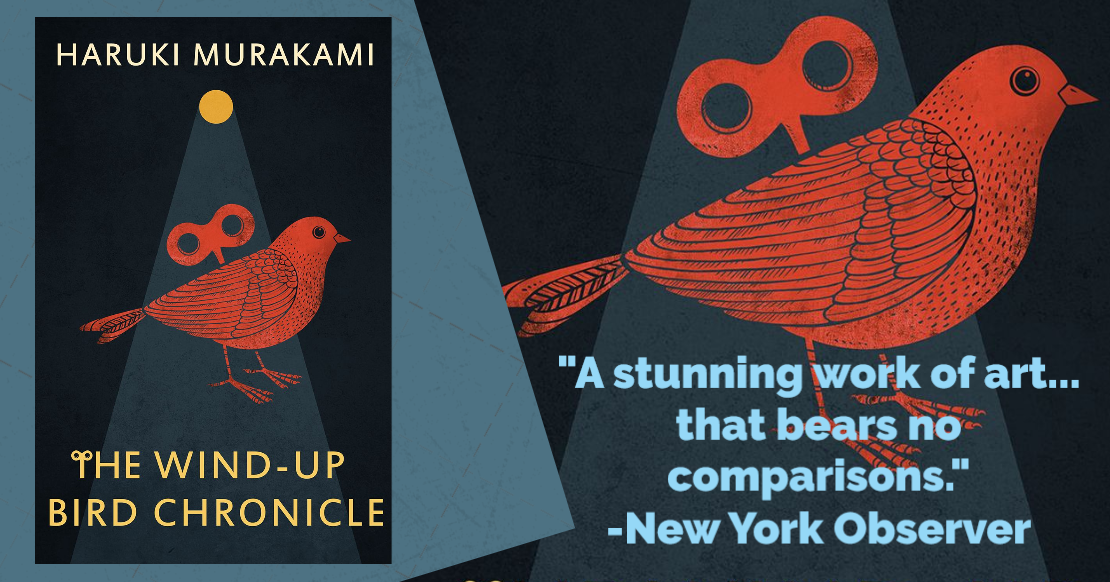 HARUKI MURAKAMI
THE WIND-UP
BIRD CHRONICLE
"A stunning work of art...
that bears no
comparisons."
-New York Observer